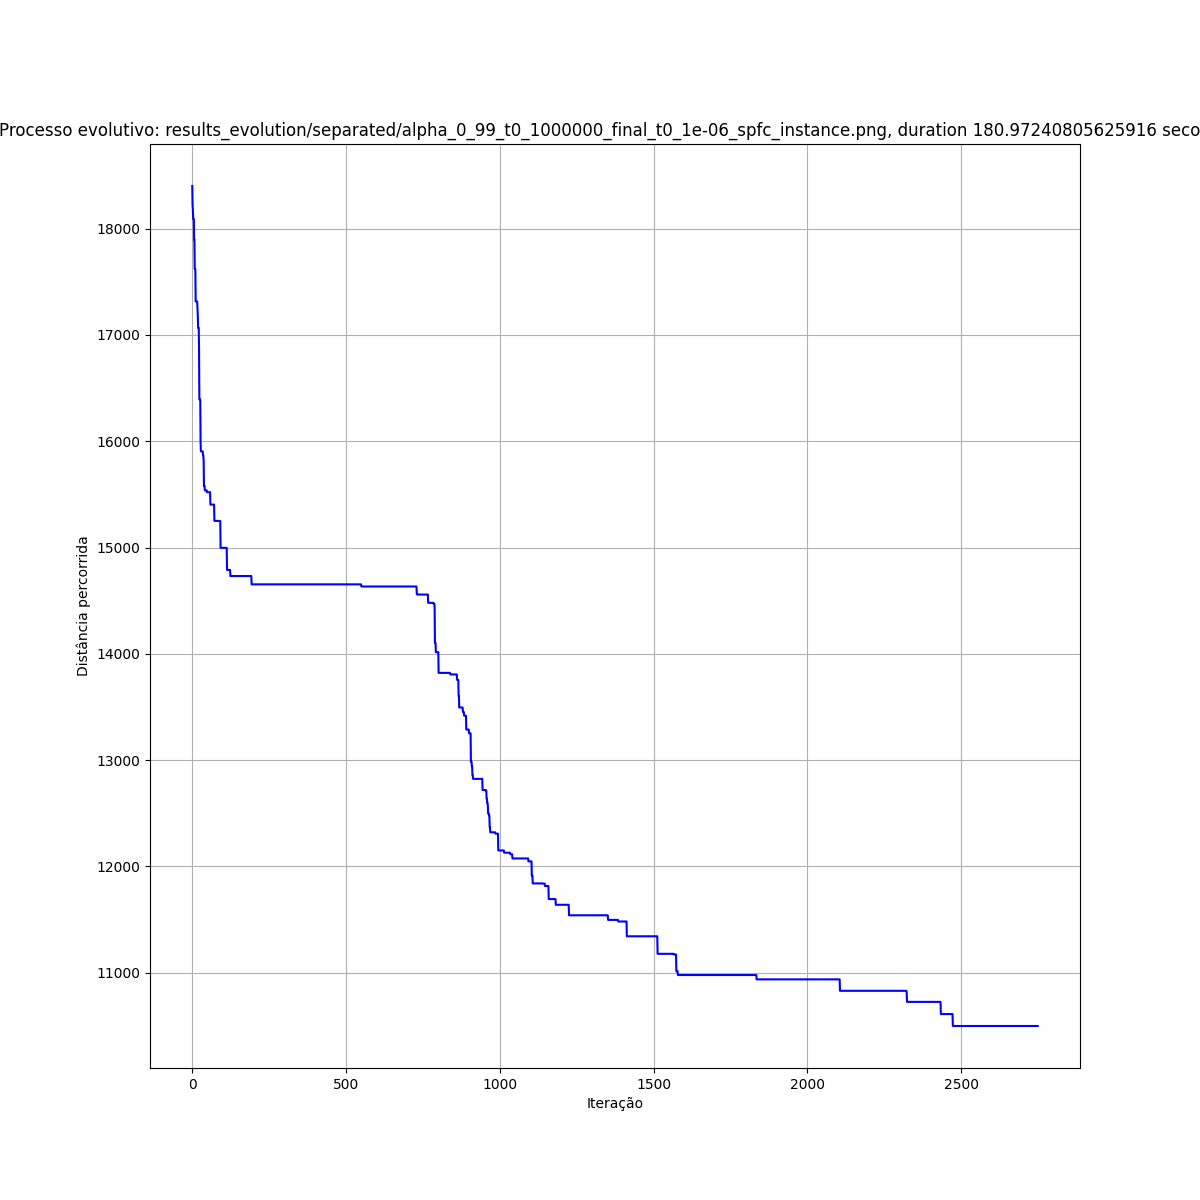 Processo evolutivo: results_evolution/separated/alpha_0_99_t0_1000000_final_t0_1e-06_spfc_instance.png, duration 180.97240805625916 seco
18000
17000
16000
15000
14000
13000
12000
11000
Distância percorrida
0 500 1000 1500 2000 2500
Iteração